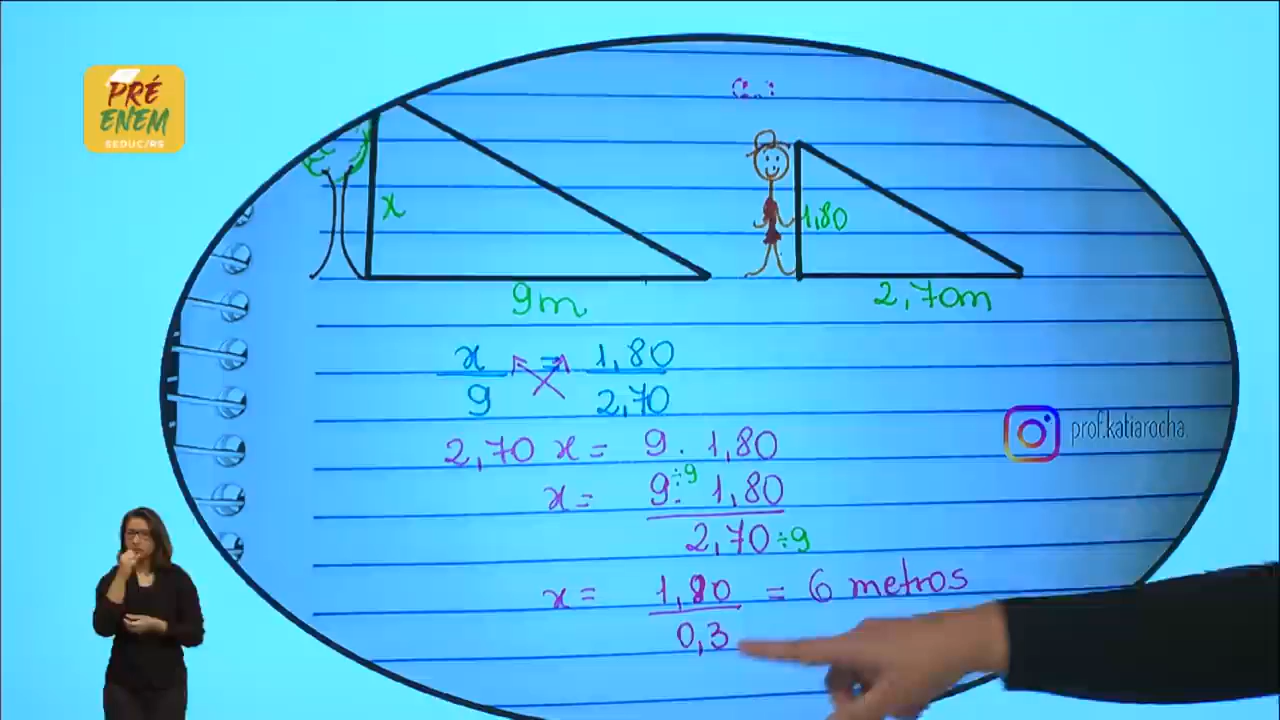 PRÉ
ENEM
SEDUC/RS
x
1,80
9m
2,70m
x = 1,80
9 2,70
2,70 x = 9 . 1,80
x = 9 ÷9 . 1,80
2,70 ÷9
x = 1,80 = 6 metros
0,3
prof.katiarocha